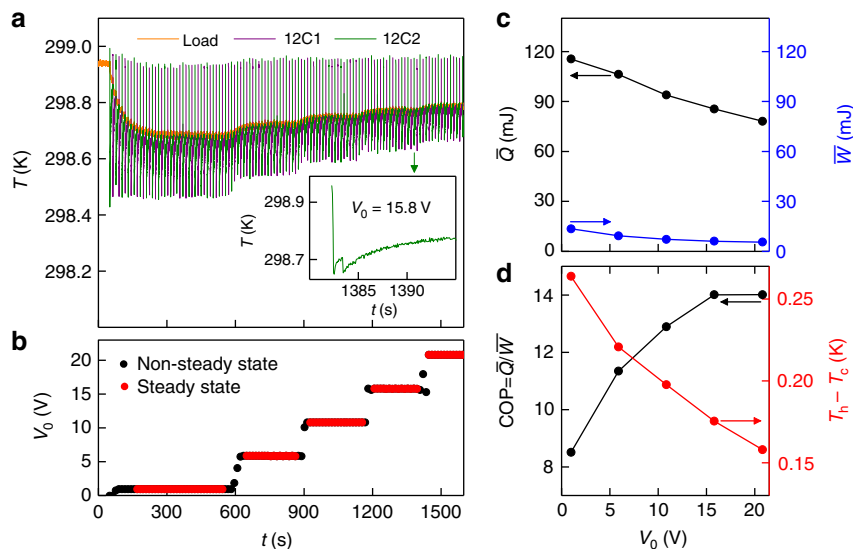 a
Load 12C1 12C2
299.0
298.8
298.6
298.4
298.2
T (K)
298.9
298.7
T (K)
V₀ = 15.8 V
1385 1390
t (s)
b
Non-steady state
Steady state
20
15
10
5
0
V₀ (V)
0 300 600 900 1200 1500
t (s)
c
120
90
60
30
0
Q̄ (mJ)
120
90
60
30
0
W̄ (mJ)
d
14
12
10
8
COP=Q̄/W̄
0.25
0.20
0.15
Tₕ – T꜀ (K)
0 5 10 15 20
V₀ (V)